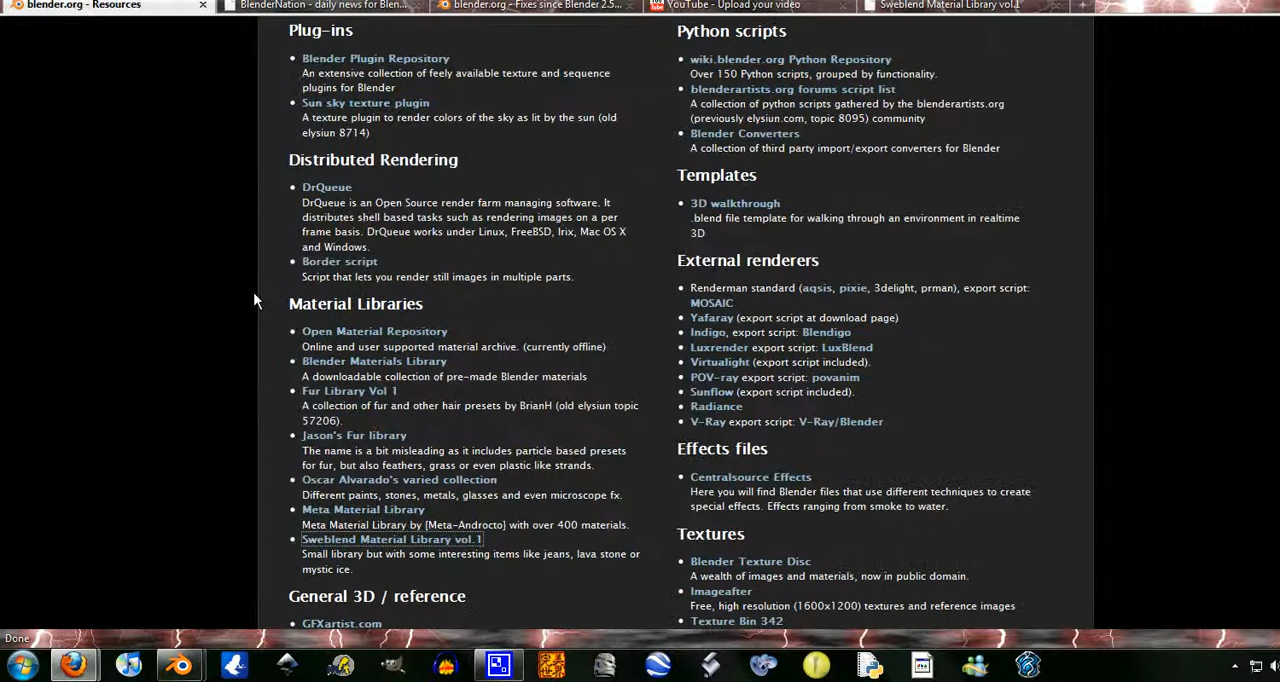 blender.org - Resources
BlenderNation - daily news for Blen...
blender.org - Fixes since Blender 2.5...
YouTube - Upload your video
Sweblend Material Library vol.1
Plug-ins
Blender Plugin Repository
An extensive collection of feely available texture and sequence
plugins for Blender
Sun sky texture plugin
A texture plugin to render colors of the sky as lit by the sun (old
elysiun 8714)
Distributed Rendering
DrQueue
DrQueue is an Open Source render farm managing software. It
distributes shell based tasks such as rendering images on a per
frame basis. DrQueue works under Linux, FreeBSD, Irix, Mac OS X
and Windows.
Border script
Script that lets you render still images in multiple parts.
Material Libraries
Open Material Repository
Online and user supported material archive. (currently offline)
Blender Materials Library
A downloadable collection of pre-made Blender materials
Fur Library Vol 1
A collection of fur and other hair presets by BrianH (old elysiun topic
57206).
Jason's Fur library
The name is a bit misleading as it includes particle based presets
for fur, but also feathers, grass or even plastic like strands.
Oscar Alvarado's varied collection
Different paints, stones, metals, glasses and even microscope fx.
Meta Material Library
Meta Material Library by [Meta-Androcto] with over 400 materials.
Sweblend Material Library vol.1
Small library but with some interesting items like jeans, lava stone or
mystic ice.
General 3D / reference
GFXartist.com
Python scripts
wiki.blender.org Python Repository
Over 150 Python scripts, grouped by functionality.
blenderartists.org forums script list
A collection of python scripts gathered by the blenderartists.org
(previously elysiun.com, topic 8095) community
Blender Converters
A collection of third party import/export converters for Blender
Templates
3D walkthrough
.blend file template for walking through an environment in realtime
3D
External renderers
Renderman standard (aqsis, pixie, 3delight, prman), export script:
MOSAIC
Yafaray (export script at download page)
Indigo, export script: Blendigo
Luxrender export script: LuxBlend
Virtualight (export script included).
POV-ray export script: povanim
Sunflow (export script included).
Radiance
V-Ray export script: V-Ray/Blender
Effects files
Centralsource Effects
Here you will find Blender files that use different techniques to create
special effects. Effects ranging from smoke to water.
Textures
Blender Texture Disc
A wealth of images and materials, now in public domain.
Imageafter
Free, high resolution (1600x1200) textures and reference images
Texture Bin 342
Done